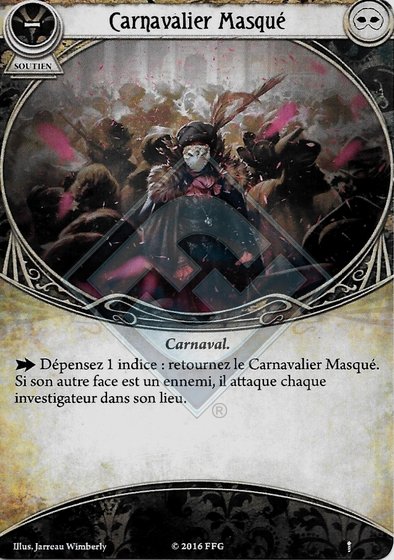 Carnavalier Masqué
SOUTIEN
Carnaval.
Dépensez 1 indice : retournez le Carnavalier Masqué.
Si son autre face est un ennemi, il attaque chaque
investigateur dans son lieu.
®
Illus. Jarreau Wimberly
© 2016 FFG